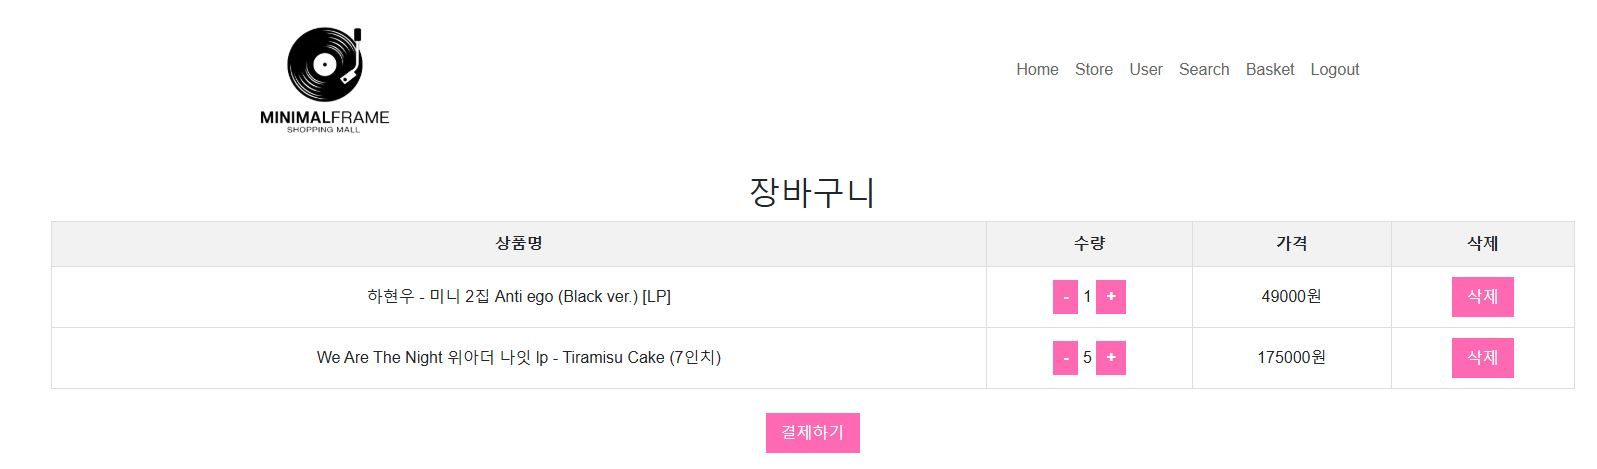 MINIMALFRAME
SHOPPING MALL
Home Store User Search Basket Logout
장바구니
상품명 수량 가격 삭제
하현우 - 미니 2집 Anti ego (Black ver.) [LP] - 1 + 49000원 삭제
We Are The Night 위아더 나잇 lp - Tiramisu Cake (7인치) - 5 + 175000원 삭제
결제하기